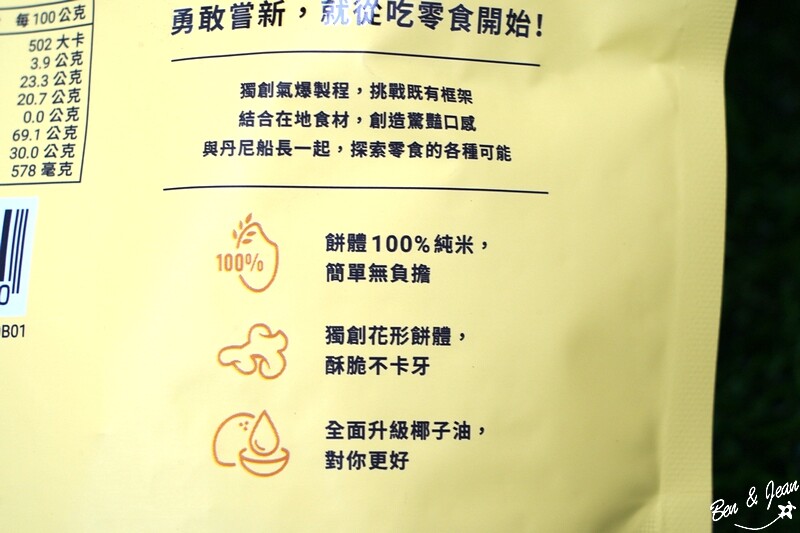 每100公克
502 大卡
3.9 公克
23.3 公克
20.7 公克
0.0 公克
69.1 公克
30.0 公克
578 毫克
B01
勇敢嘗新，就從吃零食開始!
獨創氣爆製程，挑戰既有框架
結合在地食材，創造驚豔口感
與丹尼船長一起，探索零食的各種可能
100%
餅體100%純米，
簡單無負擔
獨創花形餅體，
酥脆不卡牙
全面升級椰子油，
對你更好
Ben & Jean